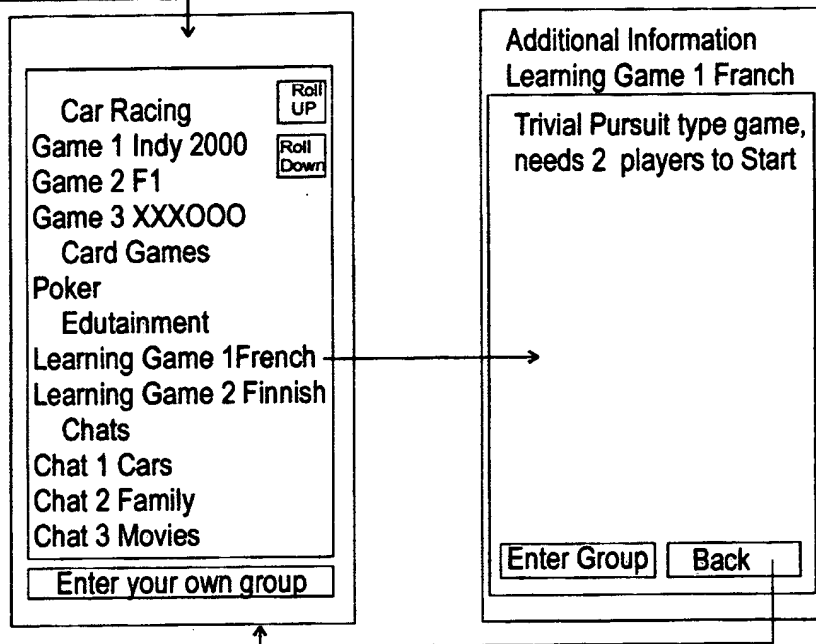 Car Racing
Roll
UP
Game 1 Indy 2000
Roll
Down
Game 2 F1
Game 3 XXXOOO
Card Games
Poker
Edutainment
Learning Game 1French
Learning Game 2 Finnish
Chats
Chat 1 Cars
Chat 2 Family
Chat 3 Movies
Enter your own group
Additional Information
Learning Game 1 Franch
Trivial Pursuit type game,
needs 2 players to Start
Enter Group
Back